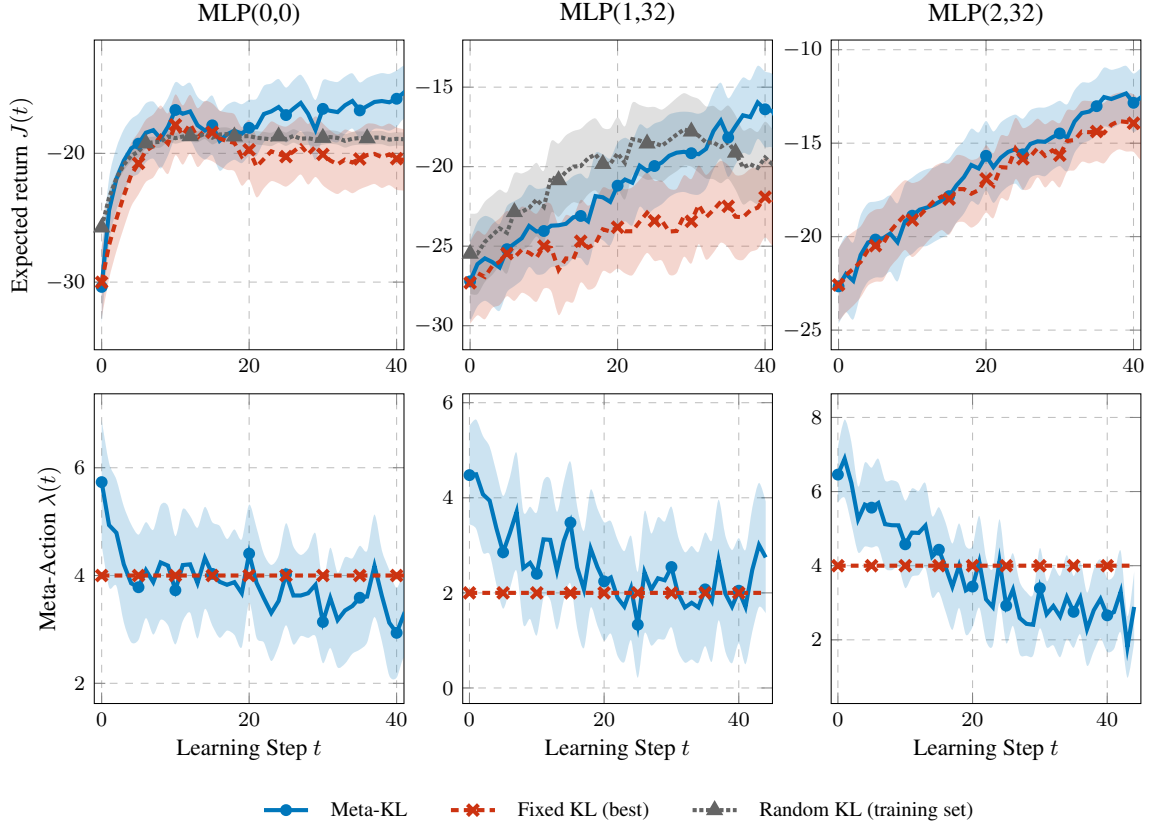 MLP(0,0) MLP(1,32) MLP(2,32)
Expected return J(t)
−20
−30
0 20 40
−15
−20
−25
−30
0 20 40
−10
−15
−20
−25
0 20 40
Meta-Action λ(t)
6
4
2
0 20 40
6
4
2
0
0 20 40
8
6
4
2
0 20 40
Learning Step t Learning Step t Learning Step t
Meta-KL Fixed KL (best) Random KL (training set)